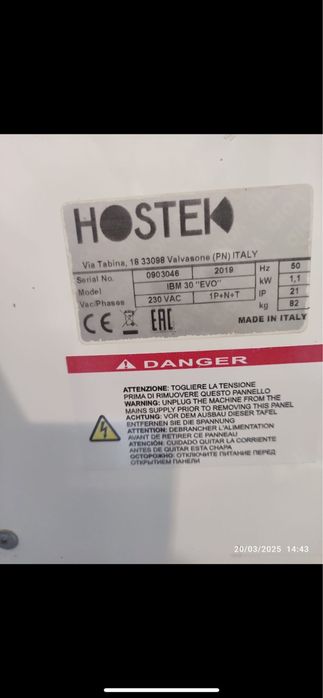 HOSTEK
Via Tabina, 18 33098 Valvasone (PN) ITALY
Serial No. 0903046 2019 Hz 50
Model IBM 30 "EVO" kW 1,1
Vac/Phases 230 VAC 1P+N+T IP 21
kg 82
CE EAC MADE IN ITALY
DANGER
ATTENZIONE: TOGLIERE LA TENSIONE
PRIMA DI RIMUOVERE QUESTO PANNELLO
WARNING: UNPLUG THE MACHINE FROM THE
MAINS SUPPLY PRIOR TO REMOVING THIS PANEL
ACHTUNG: VOR DEM AUSBAU DIESER TAFEL
ENTFERNEN SIE DIE SPANNUNG
ATTENTION: DEBRANCHER L'ALIMENTATION
AVANT DE RETIRER CE PANNEAU
ATENCIÓN: CUIDADO QUITAR LA CORRIENTE
ANTES DE QUITAR ESTA CHAPA
ОСТОРОЖНО: ОТКЛЮЧИТЕ ПИТАНИЕ ПЕРЕД
ОТКРЫТИЕМ ПАНЕЛИ
20/03/2025 14:43